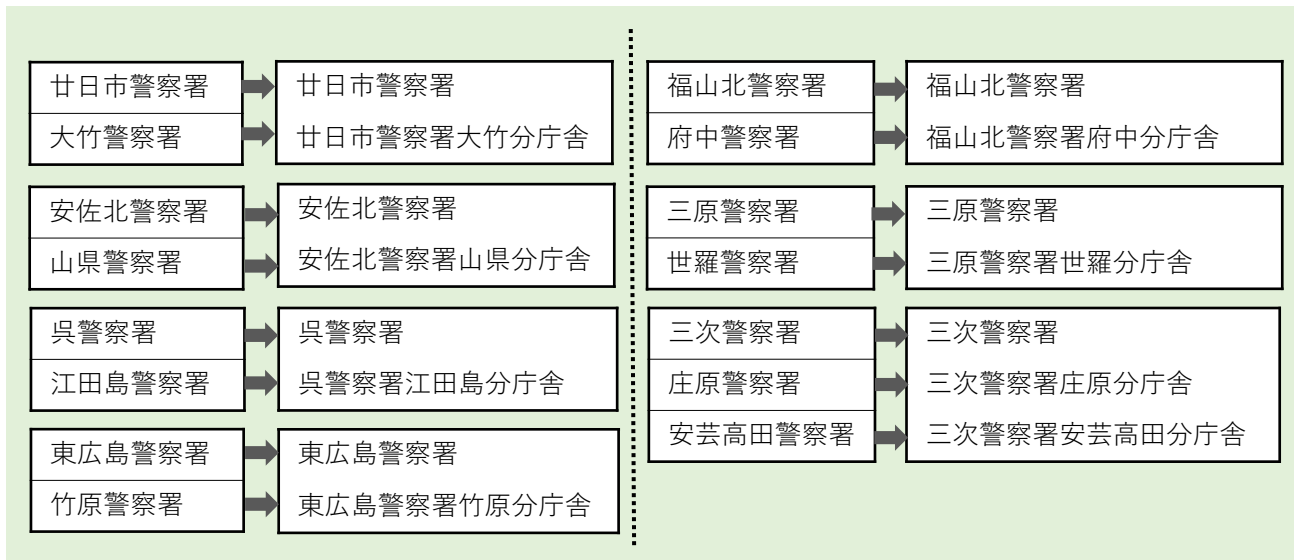 廿日市警察署
廿日市警察署
大竹警察署
廿日市警察署大竹分庁舎
安佐北警察署
安佐北警察署
山県警察署
安佐北警察署山県分庁舎
呉警察署
呉警察署
江田島警察署
呉警察署江田島分庁舎
東広島警察署
東広島警察署
竹原警察署
東広島警察署竹原分庁舎
福山北警察署
福山北警察署
府中警察署
福山北警察署府中分庁舎
三原警察署
三原警察署
世羅警察署
三原警察署世羅分庁舎
三次警察署
三次警察署
庄原警察署
三次警察署庄原分庁舎
安芸高田警察署
三次警察署安芸高田分庁舎